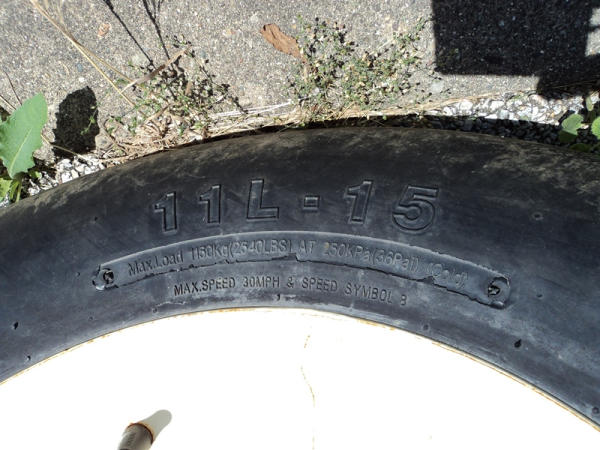 11L-15
Max.Load 1150Kg(2540LBS) AT 250KPa(36Psi) (Cold)
MAX.SPEED 30MPH & SPEED SYMBOL B